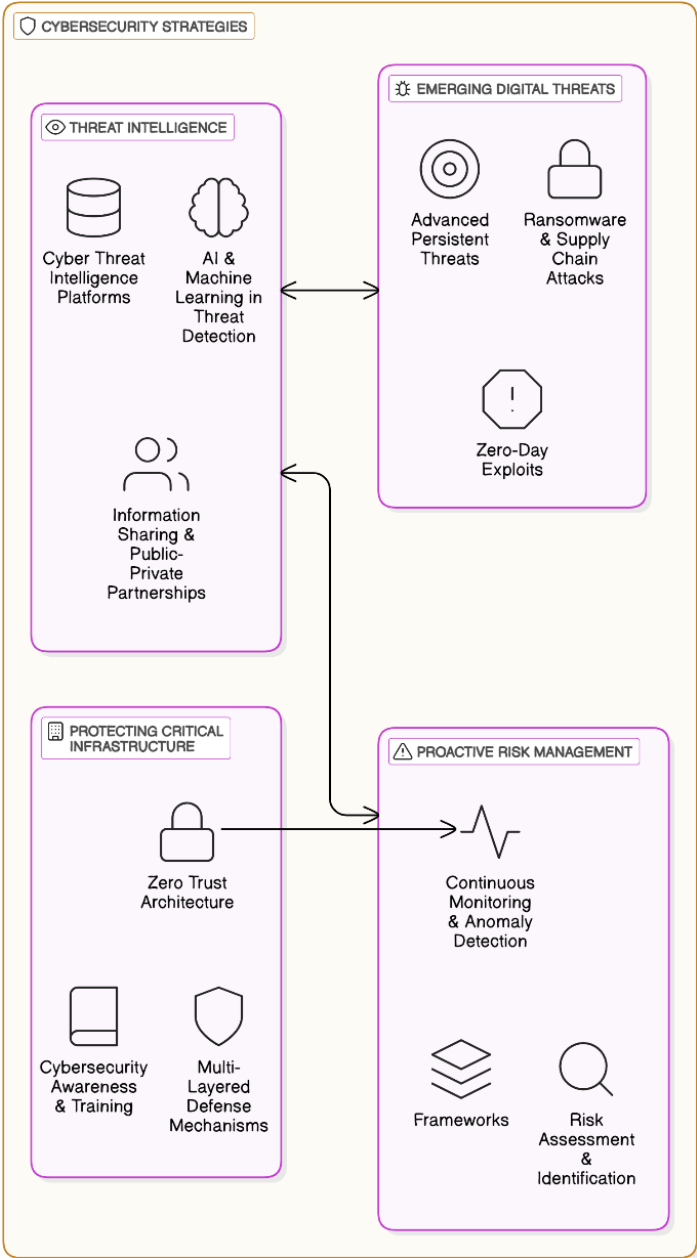 CYBERSECURITY STRATEGIES
THREAT INTELLIGENCE
Cyber Threat
Intelligence
Platforms
AI &
Machine
Learning in
Threat
Detection
Information
Sharing &
Public-
Private
Partnerships
EMERGING DIGITAL THREATS
Advanced
Persistent
Threats
Ransomware
& Supply
Chain
Attacks
Zero-Day
Exploits
PROTECTING CRITICAL
INFRASTRUCTURE
Zero Trust
Architecture
Cybersecurity
Awareness
& Training
Multi-
Layered
Defense
Mechanisms
PROACTIVE RISK MANAGEMENT
Continuous
Monitoring
& Anomaly
Detection
Frameworks
Risk
Assessment
&
Identification